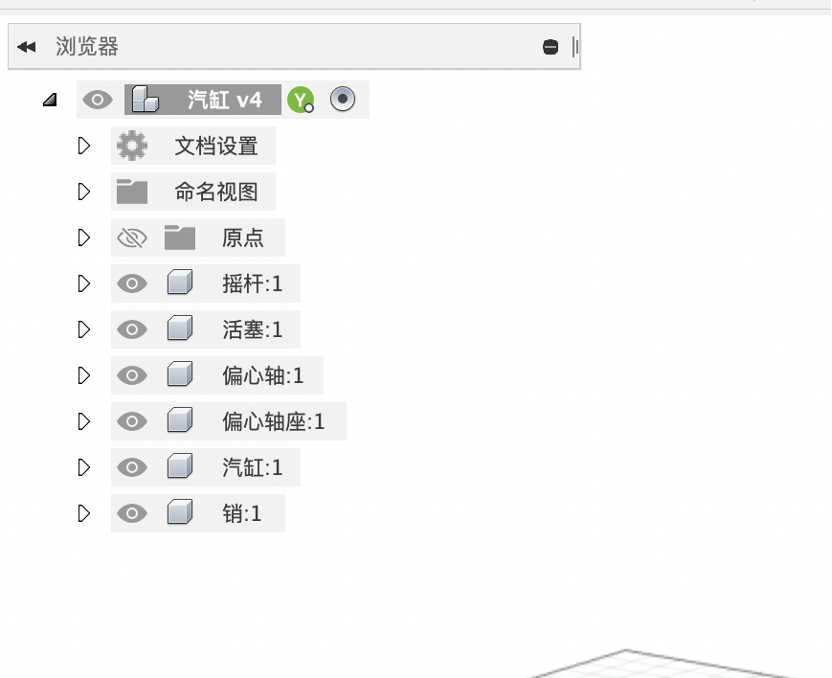 浏览器
汽缸 v4 Y
文档设置
命名视图
原点
摇杆:1
活塞:1
偏心轴:1
偏心轴座:1
汽缸:1
销:1